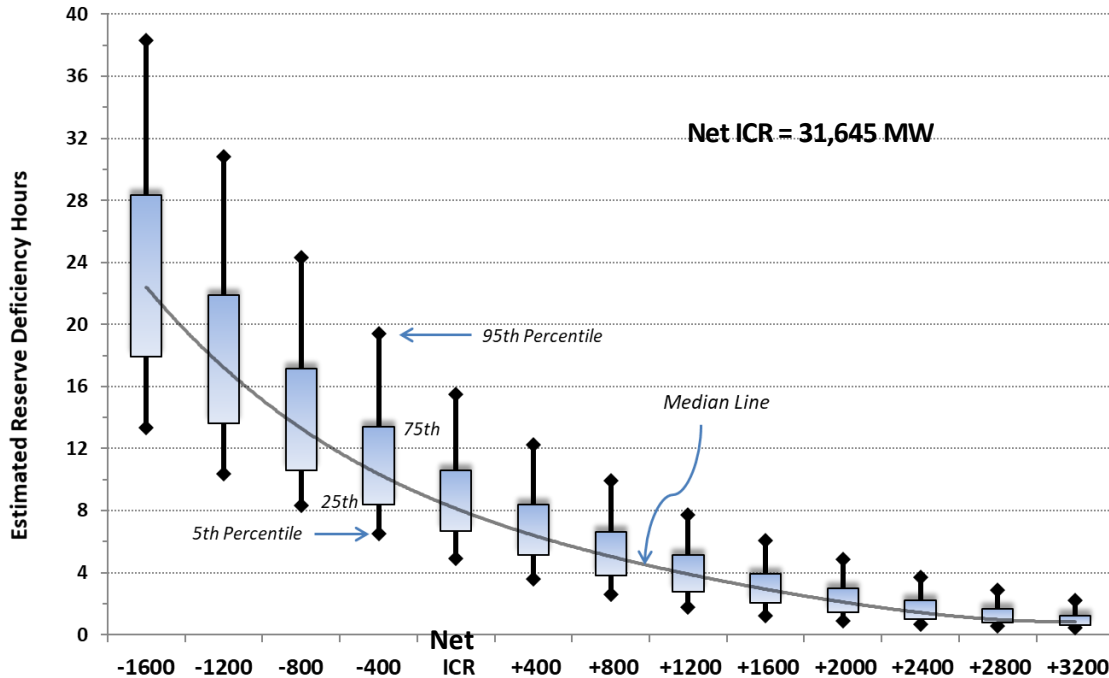 Estimated Reserve Deficiency Hours
40
36
32
28
24
20
16
12
8
4
0
Net ICR = 31,645 MW
95th Percentile
Median Line
75th
25th
5th Percentile
-1600 -1200 -800 -400 Net ICR +400 +800 +1200 +1600 +2000 +2400 +2800 +3200